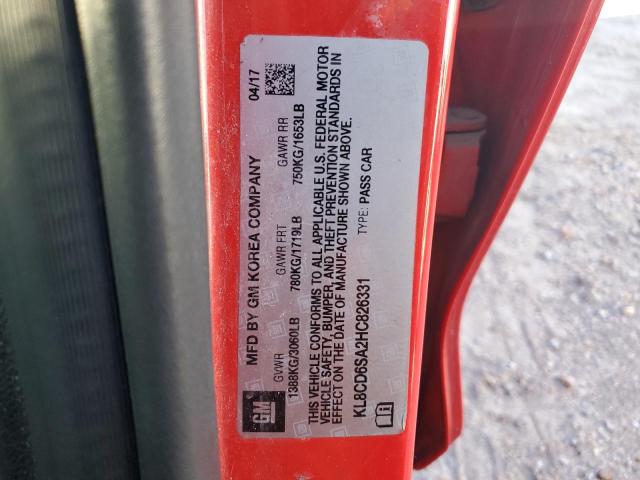 MFD BY GM KOREA COMPANY 04/17
GVWR GAWR FRT GAWR RR
1388KG/3060LB 780KG/1719LB 750KG/1653LB
THIS VEHICLE CONFORMS TO ALL APPLICABLE U.S. FEDERAL MOTOR
VEHICLE SAFETY, BUMPER, AND THEFT PREVENTION STANDARDS IN
EFFECT ON THE DATE OF MANUFACTURE SHOWN ABOVE.
KL8CD6SA2HC826331 TYPE: PASS CAR
GM